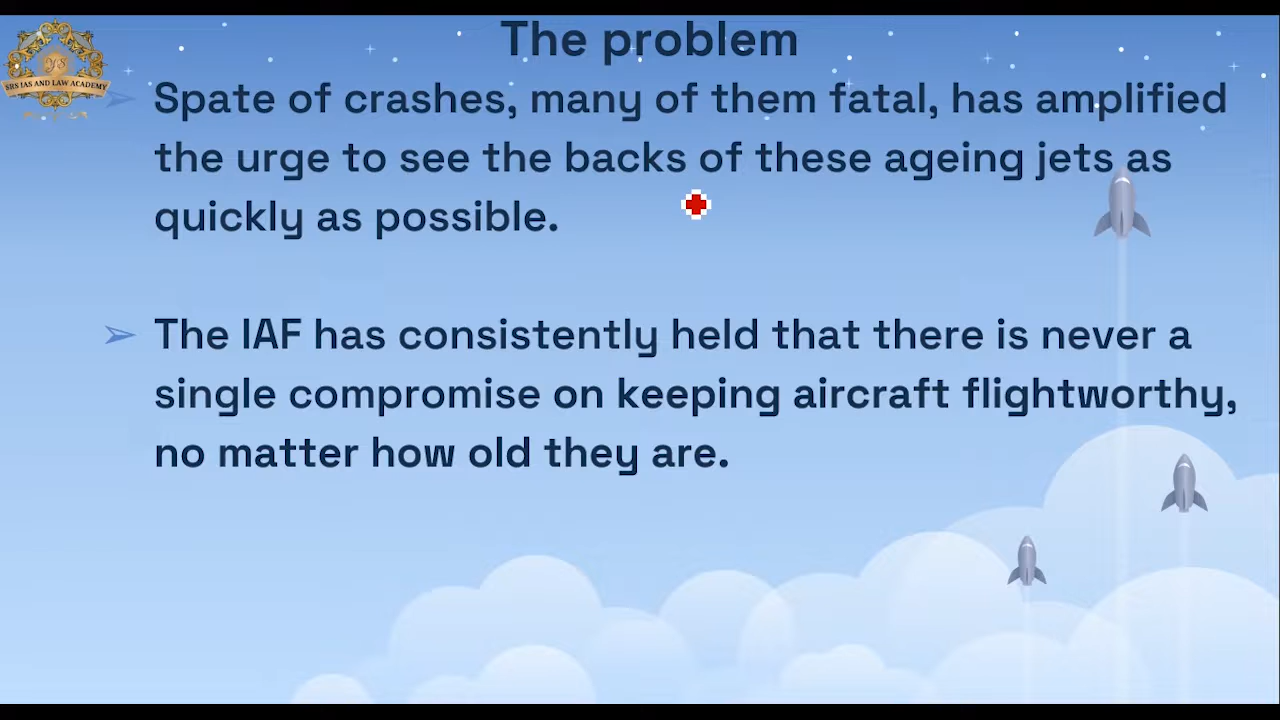 The problem
SRS IAS AND LAW ACADEMY
➢ Spate of crashes, many of them fatal, has amplified
the urge to see the backs of these ageing jets as
quickly as possible.
➢ The IAF has consistently held that there is never a
single compromise on keeping aircraft flightworthy,
no matter how old they are.